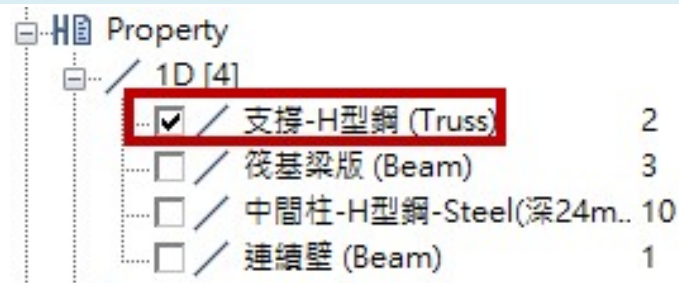 Property
1D [4]
支撐-H型鋼 (Truss) 2
筏基梁版 (Beam) 3
中間柱-H型鋼-Steel(深24m.. 10
連續壁 (Beam) 1